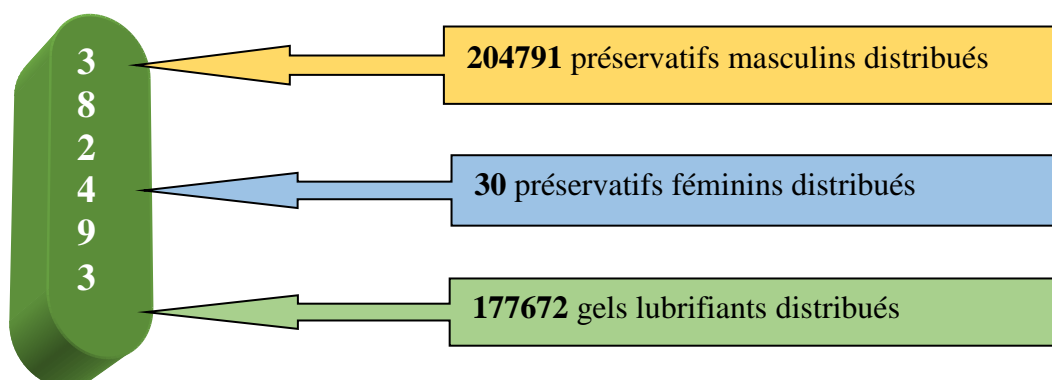 3
8
2
4
9
3
204791 préservatifs masculins distribués
30 préservatifs féminins distribués
177672 gels lubrifiants distribués